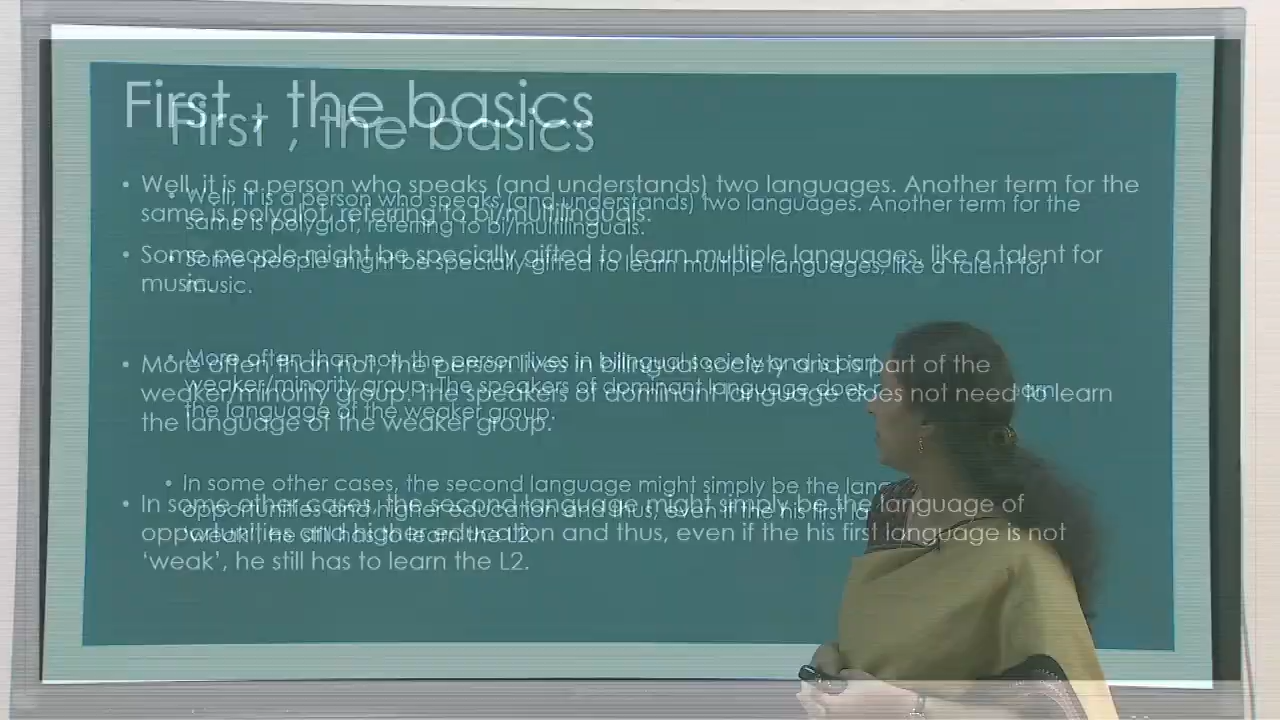 First , the basics
• Well, it is a person who speaks (and understands) two languages. Another term for the
same is polyglot, referring to bi/multilinguals.
• Some people might be specially gifted to learn multiple languages, like a talent for
music.
• More often than not, the person lives in bilingual society and is part of the
weaker/minority group. The speakers of dominant language does not need to learn
the language of the weaker group.
• In some other cases, the second language might simply be the language of
opportunities and higher education and thus, even if the his first language is not
‘weak’, he still has to learn the L2.